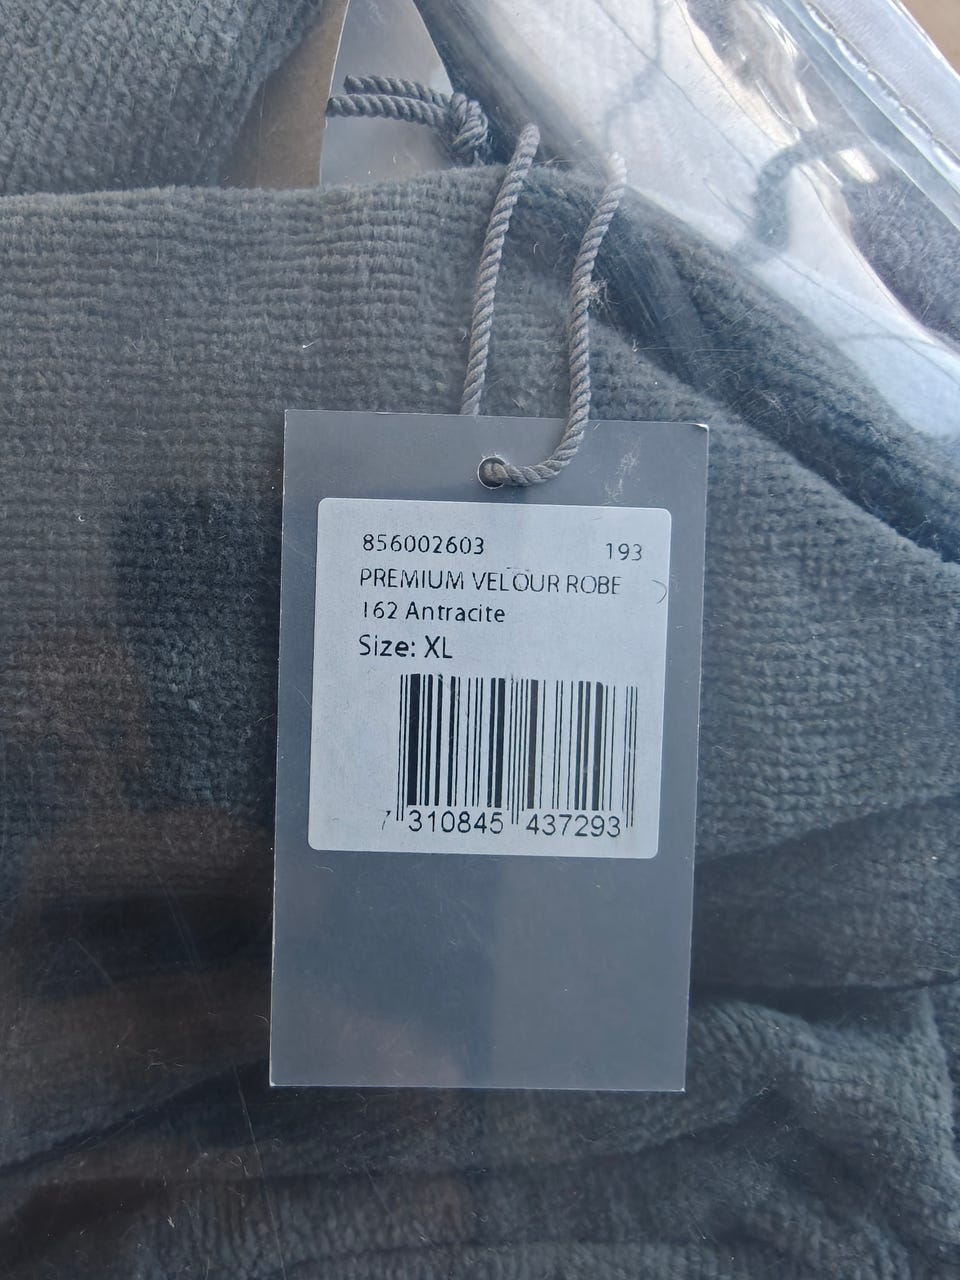 856002603 193
PREMIUM VELOUR ROBE
162 Antracite
Size: XL
7 310845 437293